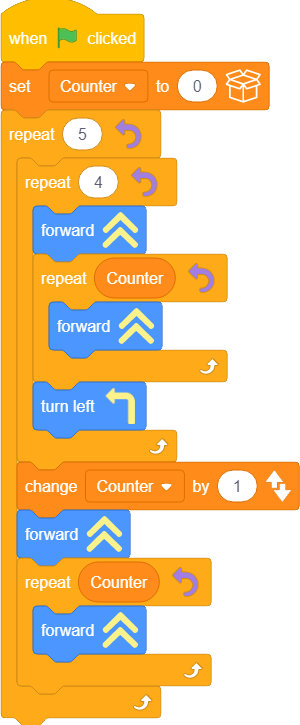 when clicked
set Counter to 0
repeat 5
repeat 4
forward
repeat Counter
forward
turn left
change Counter by 1
forward
repeat Counter
forward